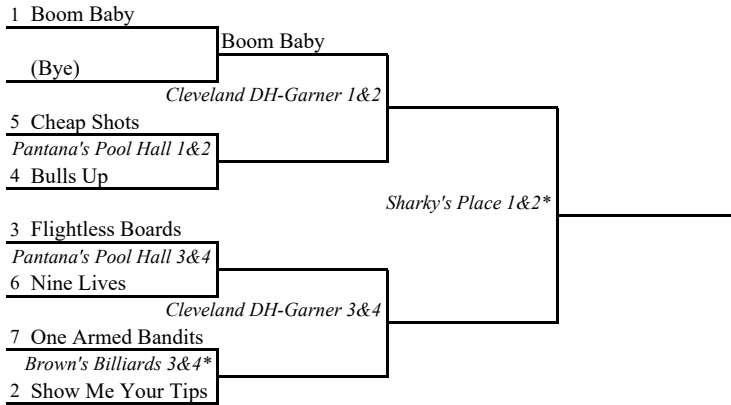 1 Boom Baby
Boom Baby
(Bye)
Cleveland DH-Garner 1&2
5 Cheap Shots
Pantana's Pool Hall 1&2
4 Bulls Up
Sharky's Place 1&2*
3 Flightless Boards
Pantana's Pool Hall 3&4
6 Nine Lives
Cleveland DH-Garner 3&4
7 One Armed Bandits
Brown's Billiards 3&4*
2 Show Me Your Tips